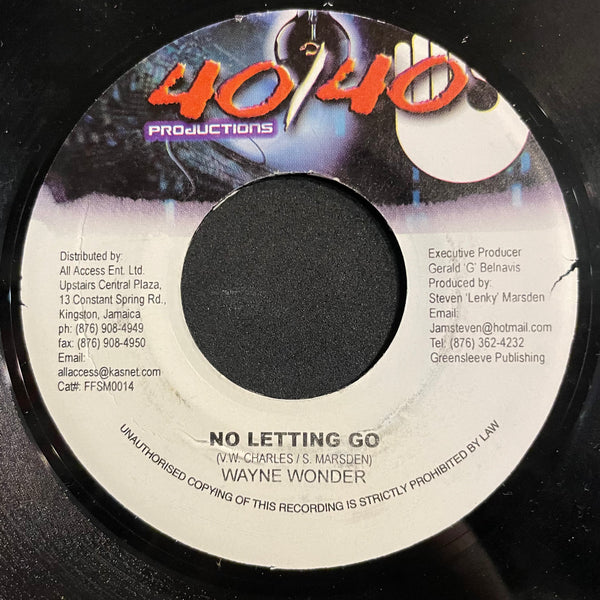 40/40
PRODUCTIONS
Distributed by:
All Access Ent. Ltd.
Upstairs Central Plaza,
13 Constant Spring Rd.,
Kingston, Jamaica
ph: (876) 908-4949
fax: (876) 908-4950
Email:
allaccess@kasnet.com
Cat#: FFSM0014
Executive Producer
Gerald 'G' Belnavis
Produced by:
Steven 'Lenky' Marsden
Email:
Jamsteven@hotmail.com
Tel: (876) 362-4232
Greensleeve Publishing
NO LETTING GO
(V.W. CHARLES / S. MARSDEN)
WAYNE WONDER
UNAUTHORISED COPYING OF THIS RECORDING IS STRICTLY PROHIBITED BY LAW